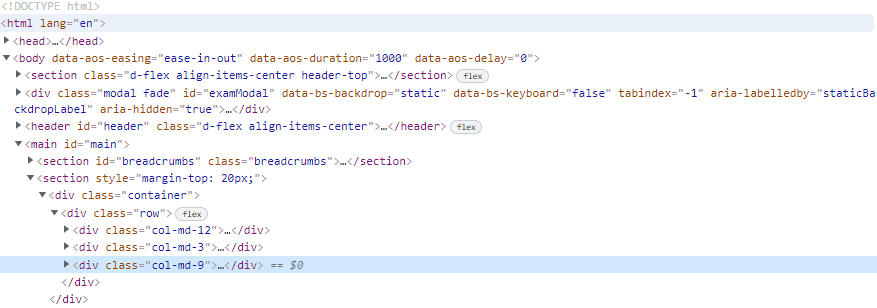 <!DOCTYPE html>
<html lang="en">
<head>…</head>
<body data-aos-easing="ease-in-out" data-aos-duration="1000" data-aos-delay="0">
<section class="d-flex align-items-center header-top">…</section> flex
<div class="modal fade" id="examModal" data-bs-backdrop="static" data-bs-keyboard="false" tabindex="-1" aria-labelledby="staticBa
ckdropLabel" aria-hidden="true">…</div>
<header id="header" class="d-flex align-items-center">…</header> flex
<main id="main">
<section id="breadcrumbs" class="breadcrumbs">…</section>
<section style="margin-top: 20px;">
<div class="container">
<div class="row"> flex
<div class="col-md-12">…</div>
<div class="col-md-3">…</div>
<div class="col-md-9">…</div> == $0
</div>
</div>